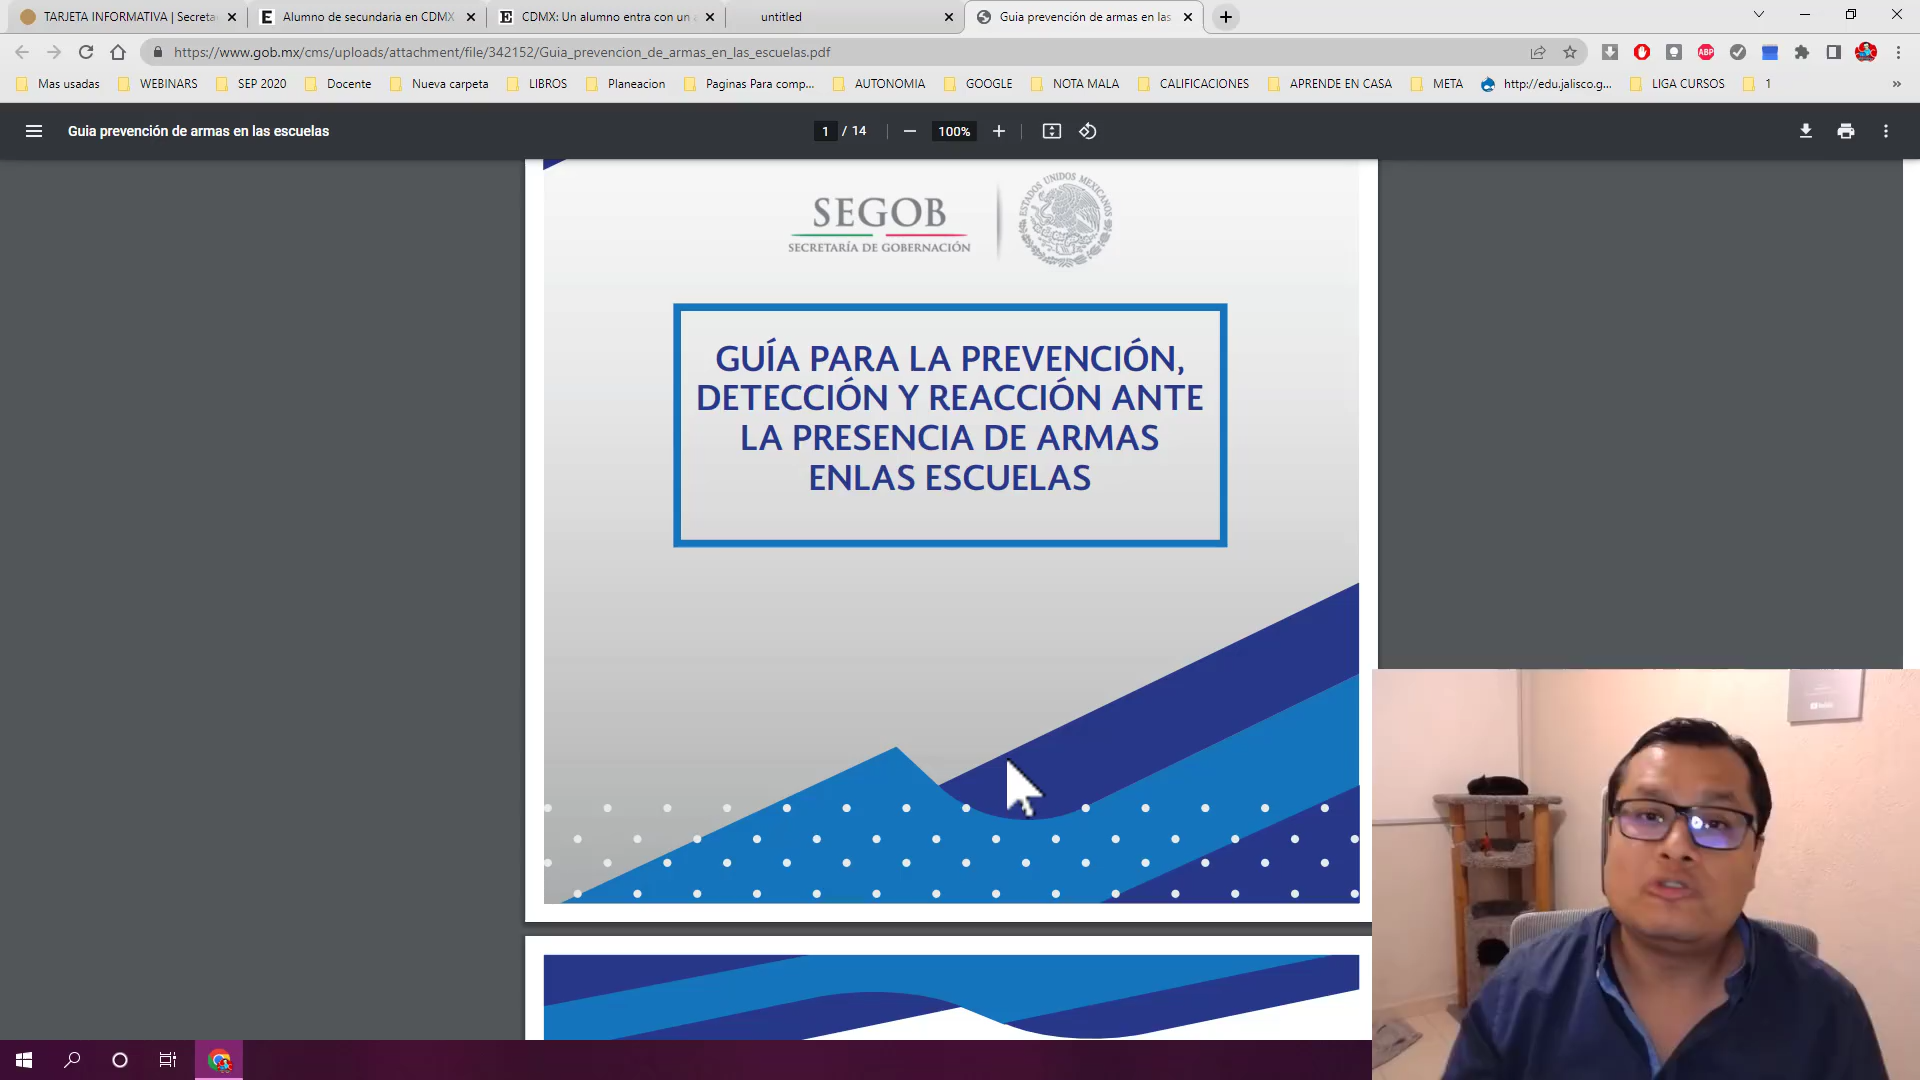 TARJETA INFORMATIVA | Secreta
Alumno de secundaria en CDMX
CDMX: Un alumno entra con un
untitled
Guia prevención de armas en las
https://www.gob.mx/cms/uploads/attachment/file/342152/Guia_prevencion_de_armas_en_las_escuelas.pdf
ABP
Mas usadas
WEBINARS
SEP 2020
Docente
Nueva carpeta
LIBROS
Planeacion
Paginas Para comp...
AUTONOMIA
GOOGLE
NOTA MALA
CALIFICACIONES
APRENDE EN CASA
META
http://edu.jalisco.g...
LIGA CURSOS
1
»
Guia prevención de armas en las escuelas
1 / 14
100%
SEGOB
SECRETARÍA DE GOBERNACIÓN
ESTADOS UNIDOS MEXICANOS
GUÍA PARA LA PREVENCIÓN,
DETECCIÓN Y REACCIÓN ANTE
LA PRESENCIA DE ARMAS
ENLAS ESCUELAS